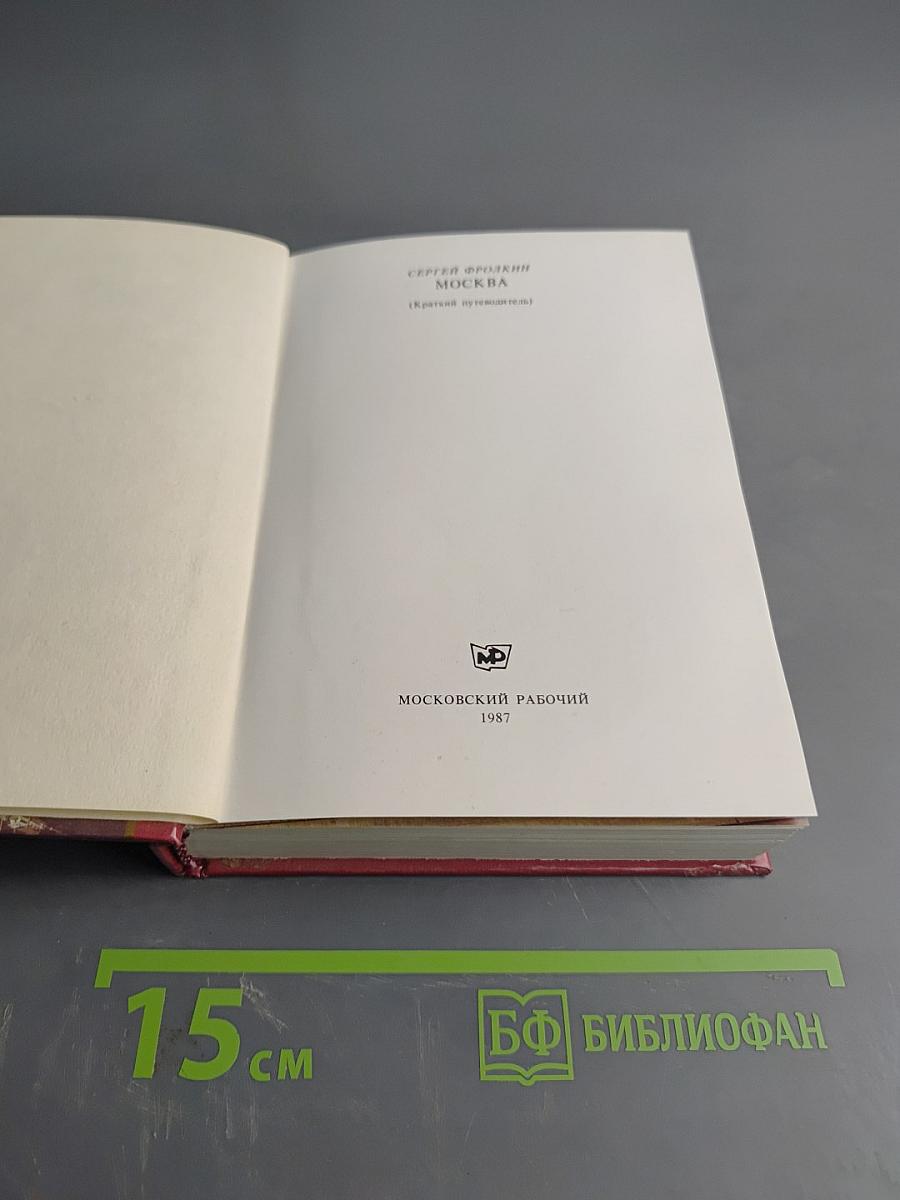 СЕРГЕЙ ФРОЛКИН
МОСКВА
(Краткий путеводитель)
МР
МОСКОВСКИЙ РАБОЧИЙ
1987
15 см
БФ БИБЛИОФАН